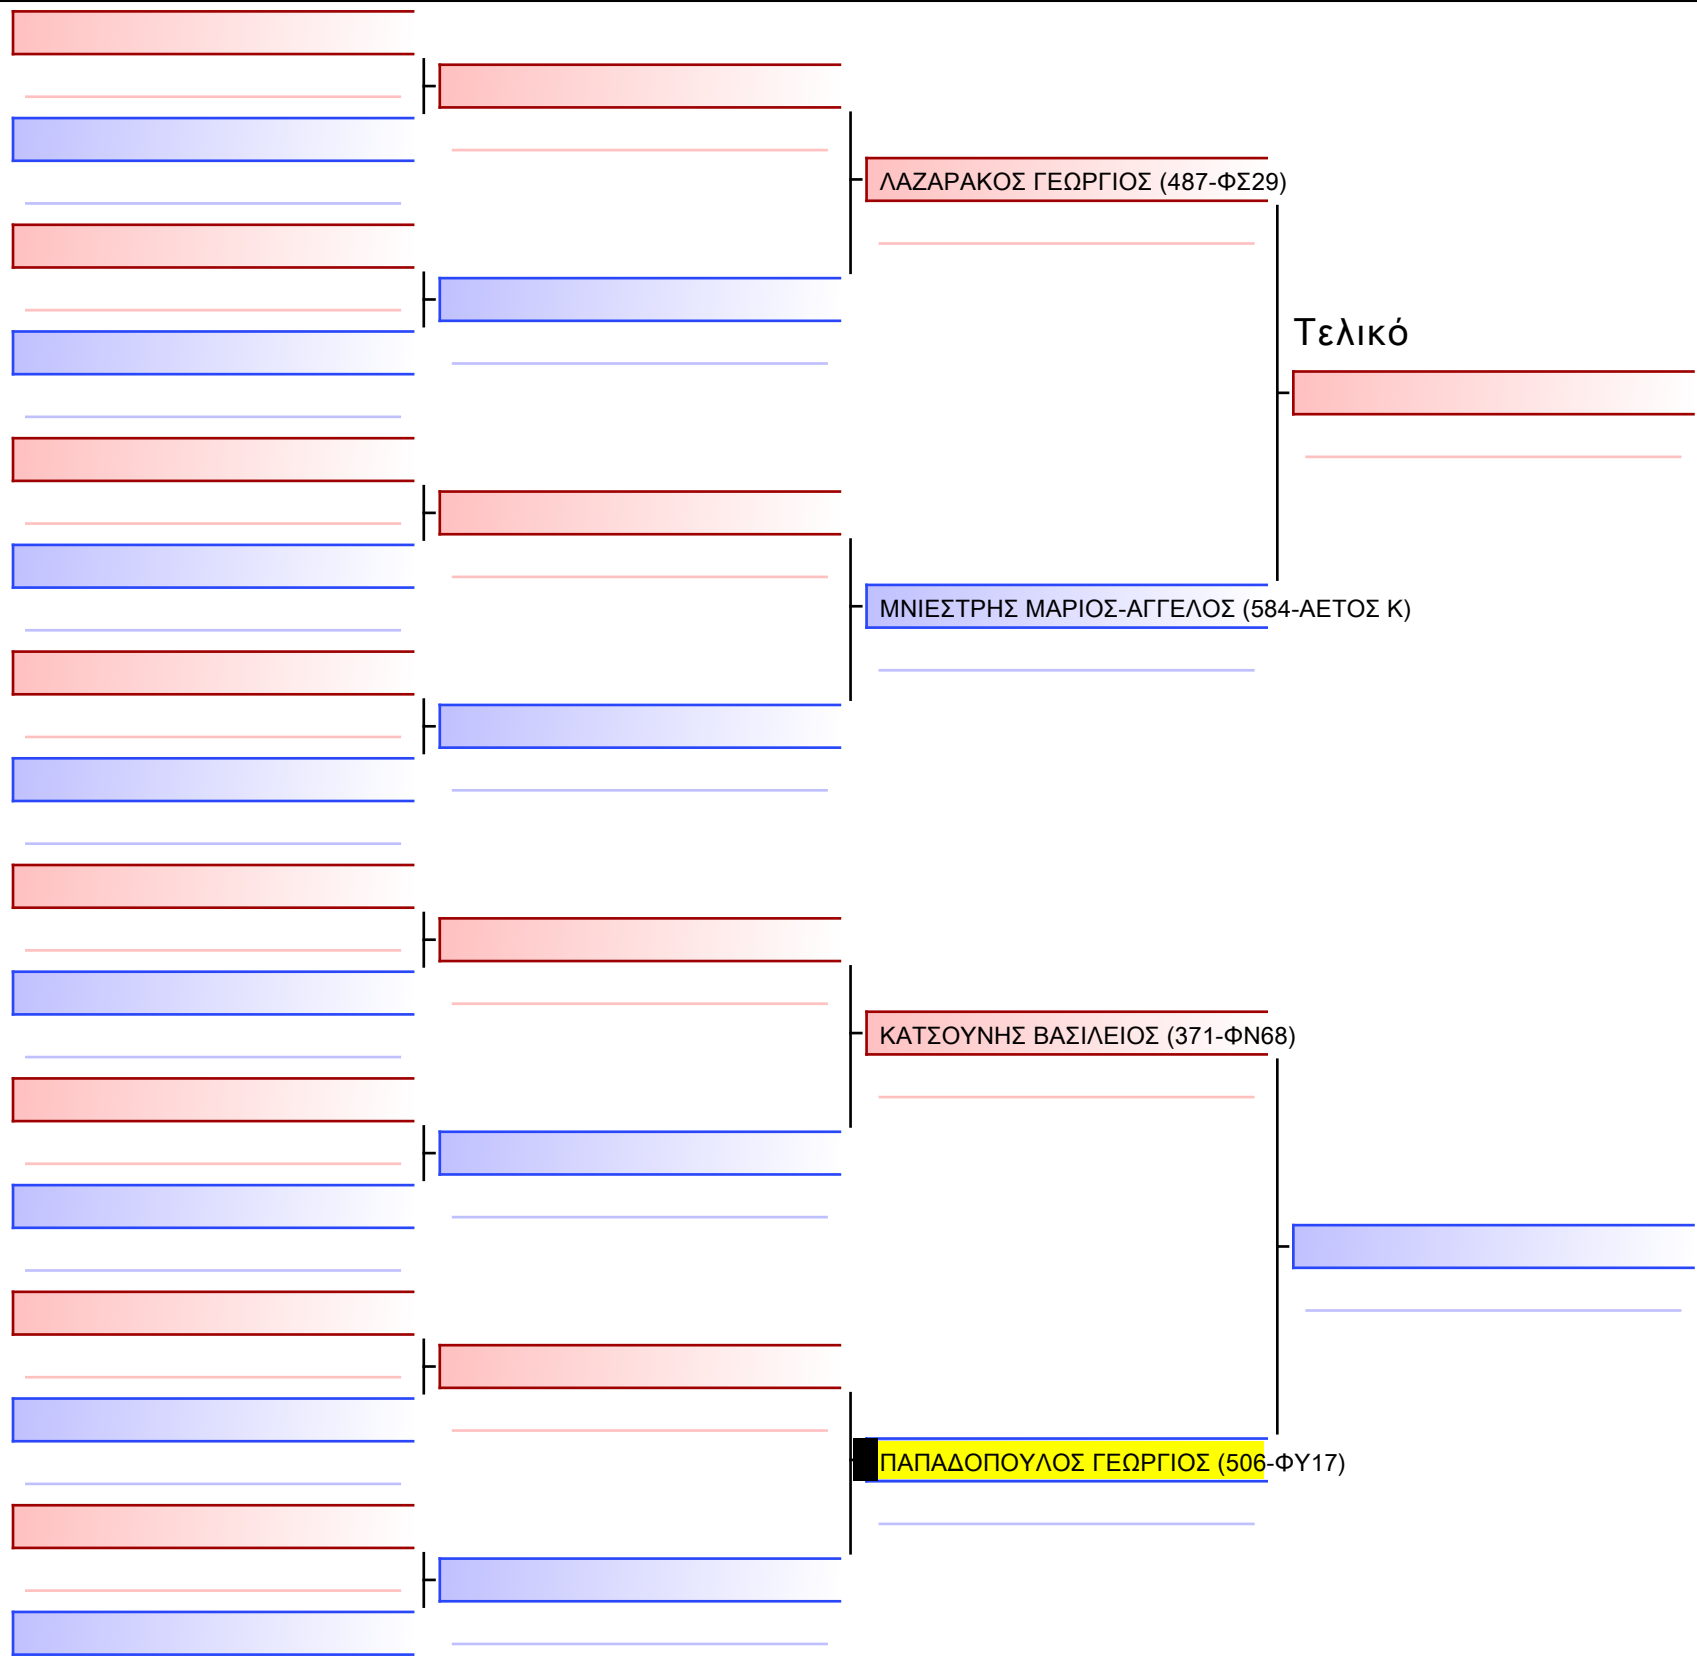 ΛΑΖΑΡΑΚΟΣ ΓΕΩΡΓΙΟΣ (487-ΦΣ29)
Τελικό
ΜΝΙΕΣΤΡΗΣ ΜΑΡΙΟΣ-ΑΓΓΕΛΟΣ (584-ΑΕΤΟΣ Κ)
ΚΑΤΣΟΥΝΗΣ ΒΑΣΙΛΕΙΟΣ (371-ΦΝ68)
ΠΑΠΑΔΟΠΟΥΛΟΣ ΓΕΩΡΓΙΟΣ (506-ΦΥ17)